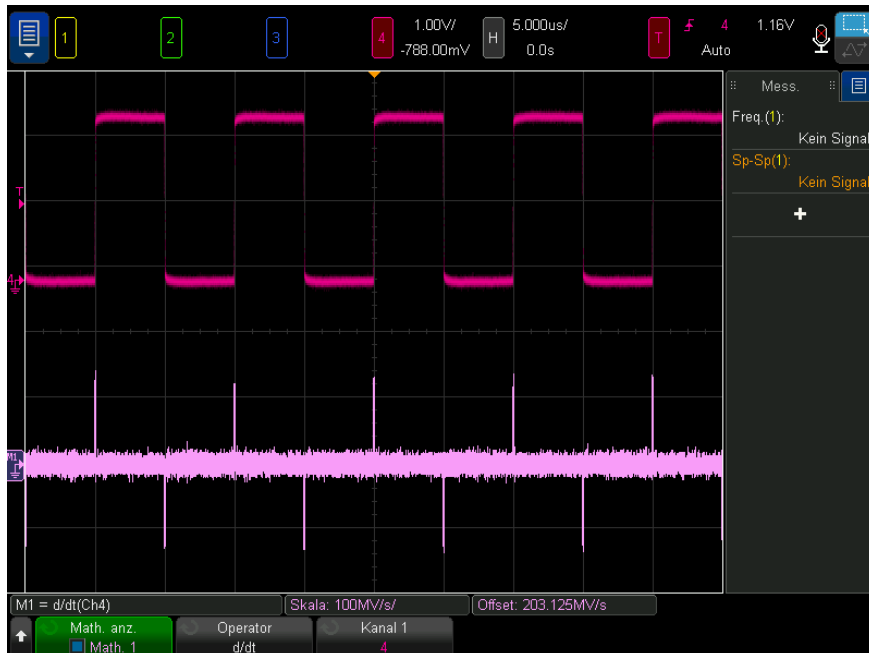 1
2
3
4
1.00V/
-788.00mV
H
5.000us/
0.0s
T
4
1.16V
Auto
Mess.
Freq.(1):
Kein Signal
Sp-Sp(1):
Kein Signal
+
T
4
M1
M1 = d/dt(Ch4)
Skala: 100MV/s/
Offset: 203.125MV/s
Math. anz.
Math. 1
Operator
d/dt
Kanal 1
4